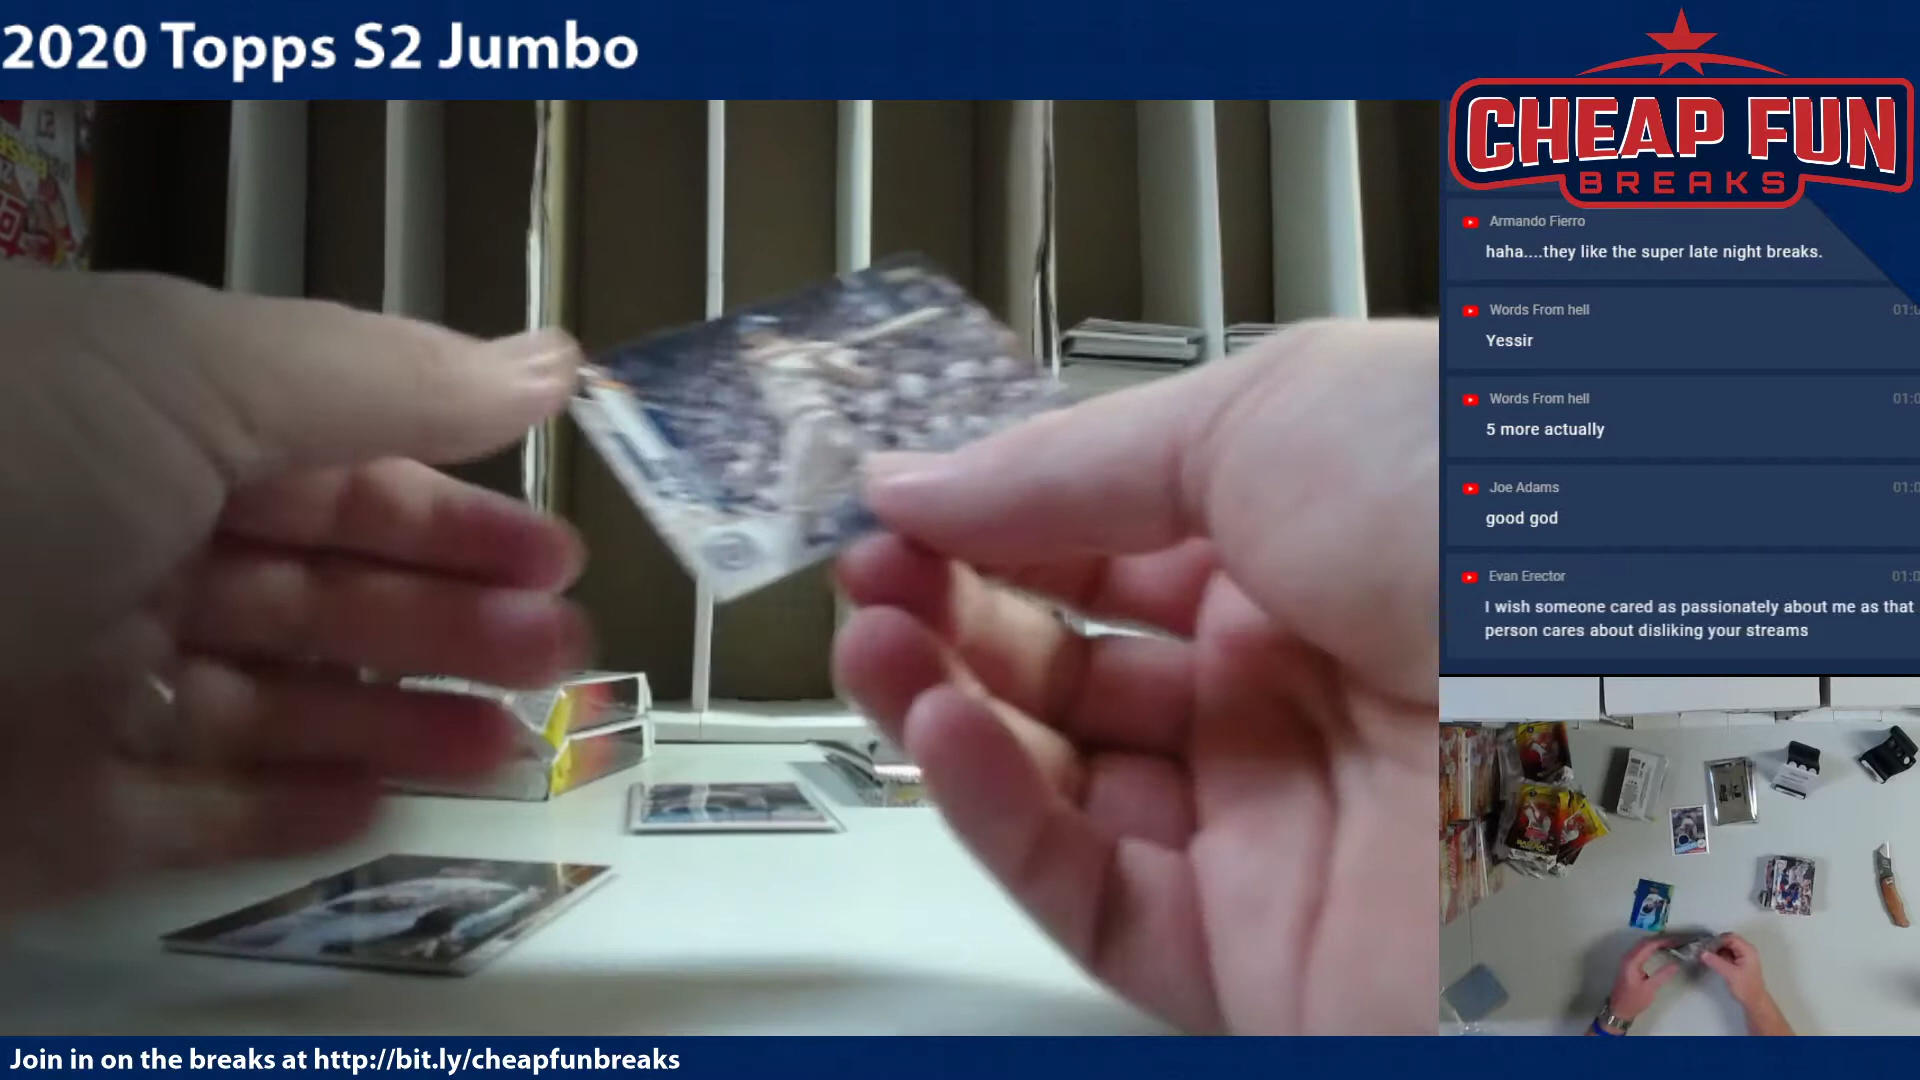 2020 Topps S2 Jumbo
CHEAP FUN
BREAKS
Armando Fierro
haha....they like the super late night breaks.
Words From hell
Yessir
Words From hell
5 more actually
Joe Adams
good god
Evan Erector
I wish someone cared as passionately about me as that
person cares about disliking your streams
Join in on the breaks at http://bit.ly/cheapfunbreaks